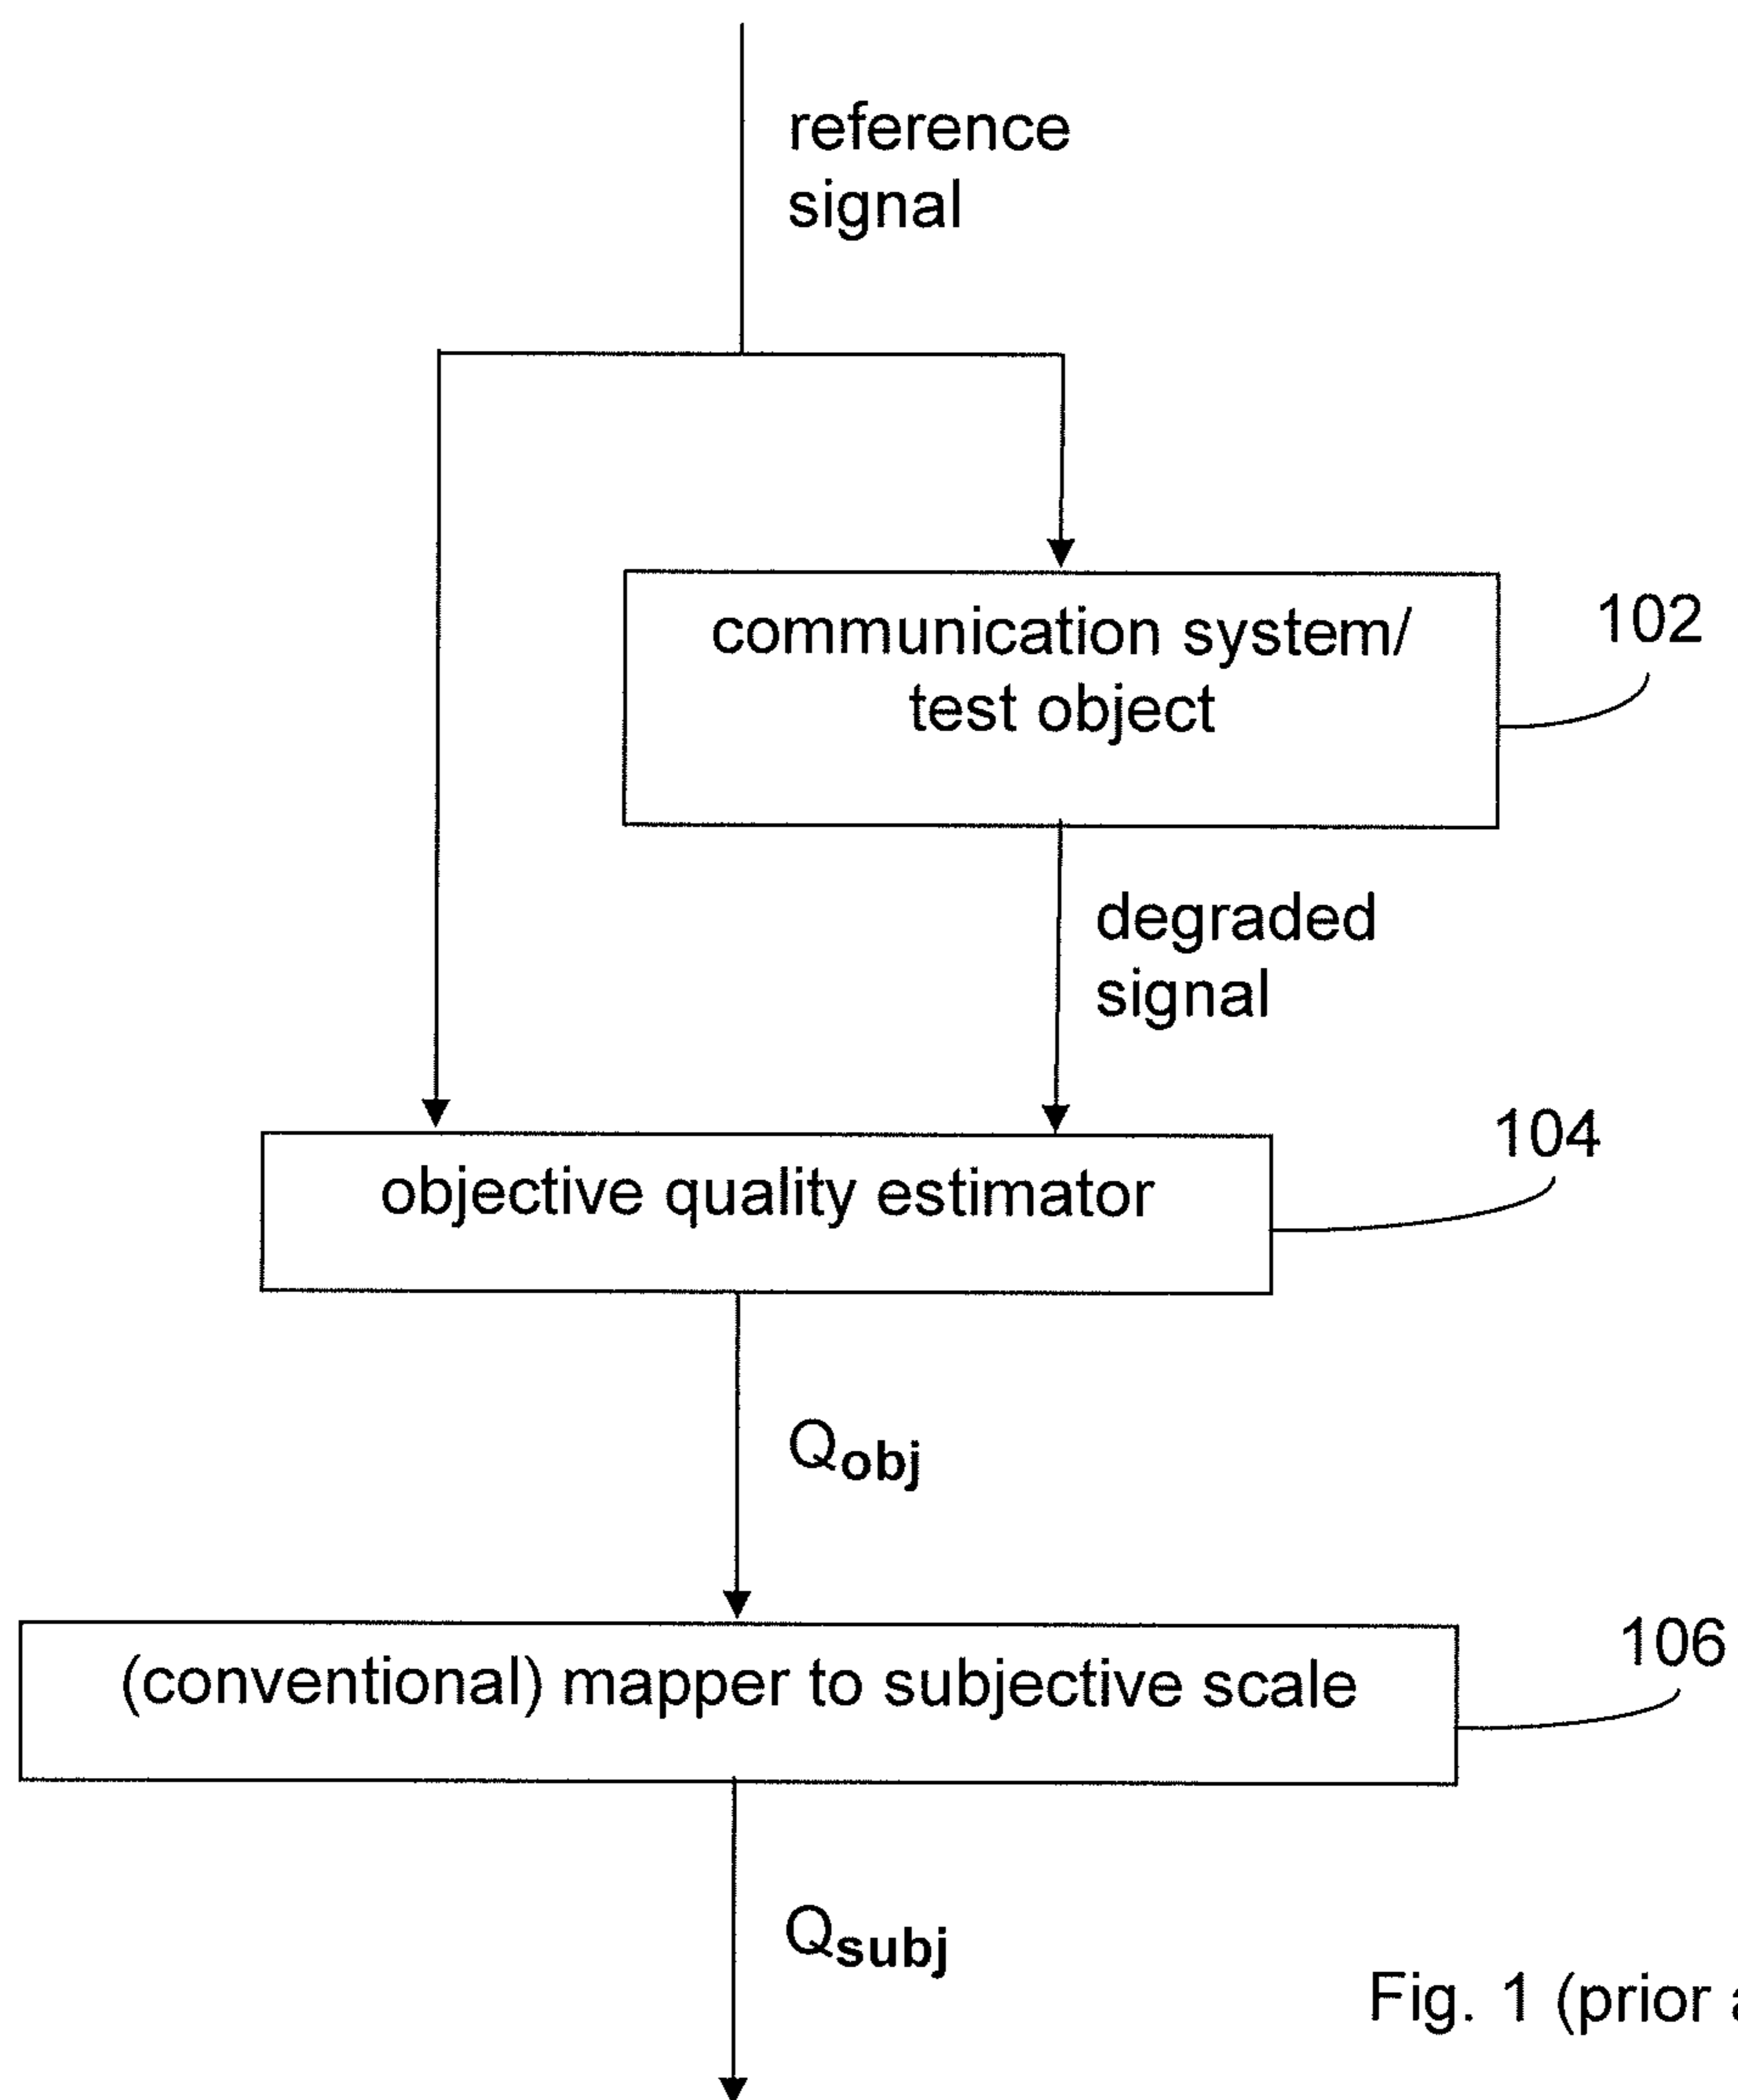 reference
signal
communication system/
test object
102
degraded
signal
objective quality estimator
104
Qobj
(conventional) mapper to subjective scale
106
Qsubj
Fig. 1 (prior